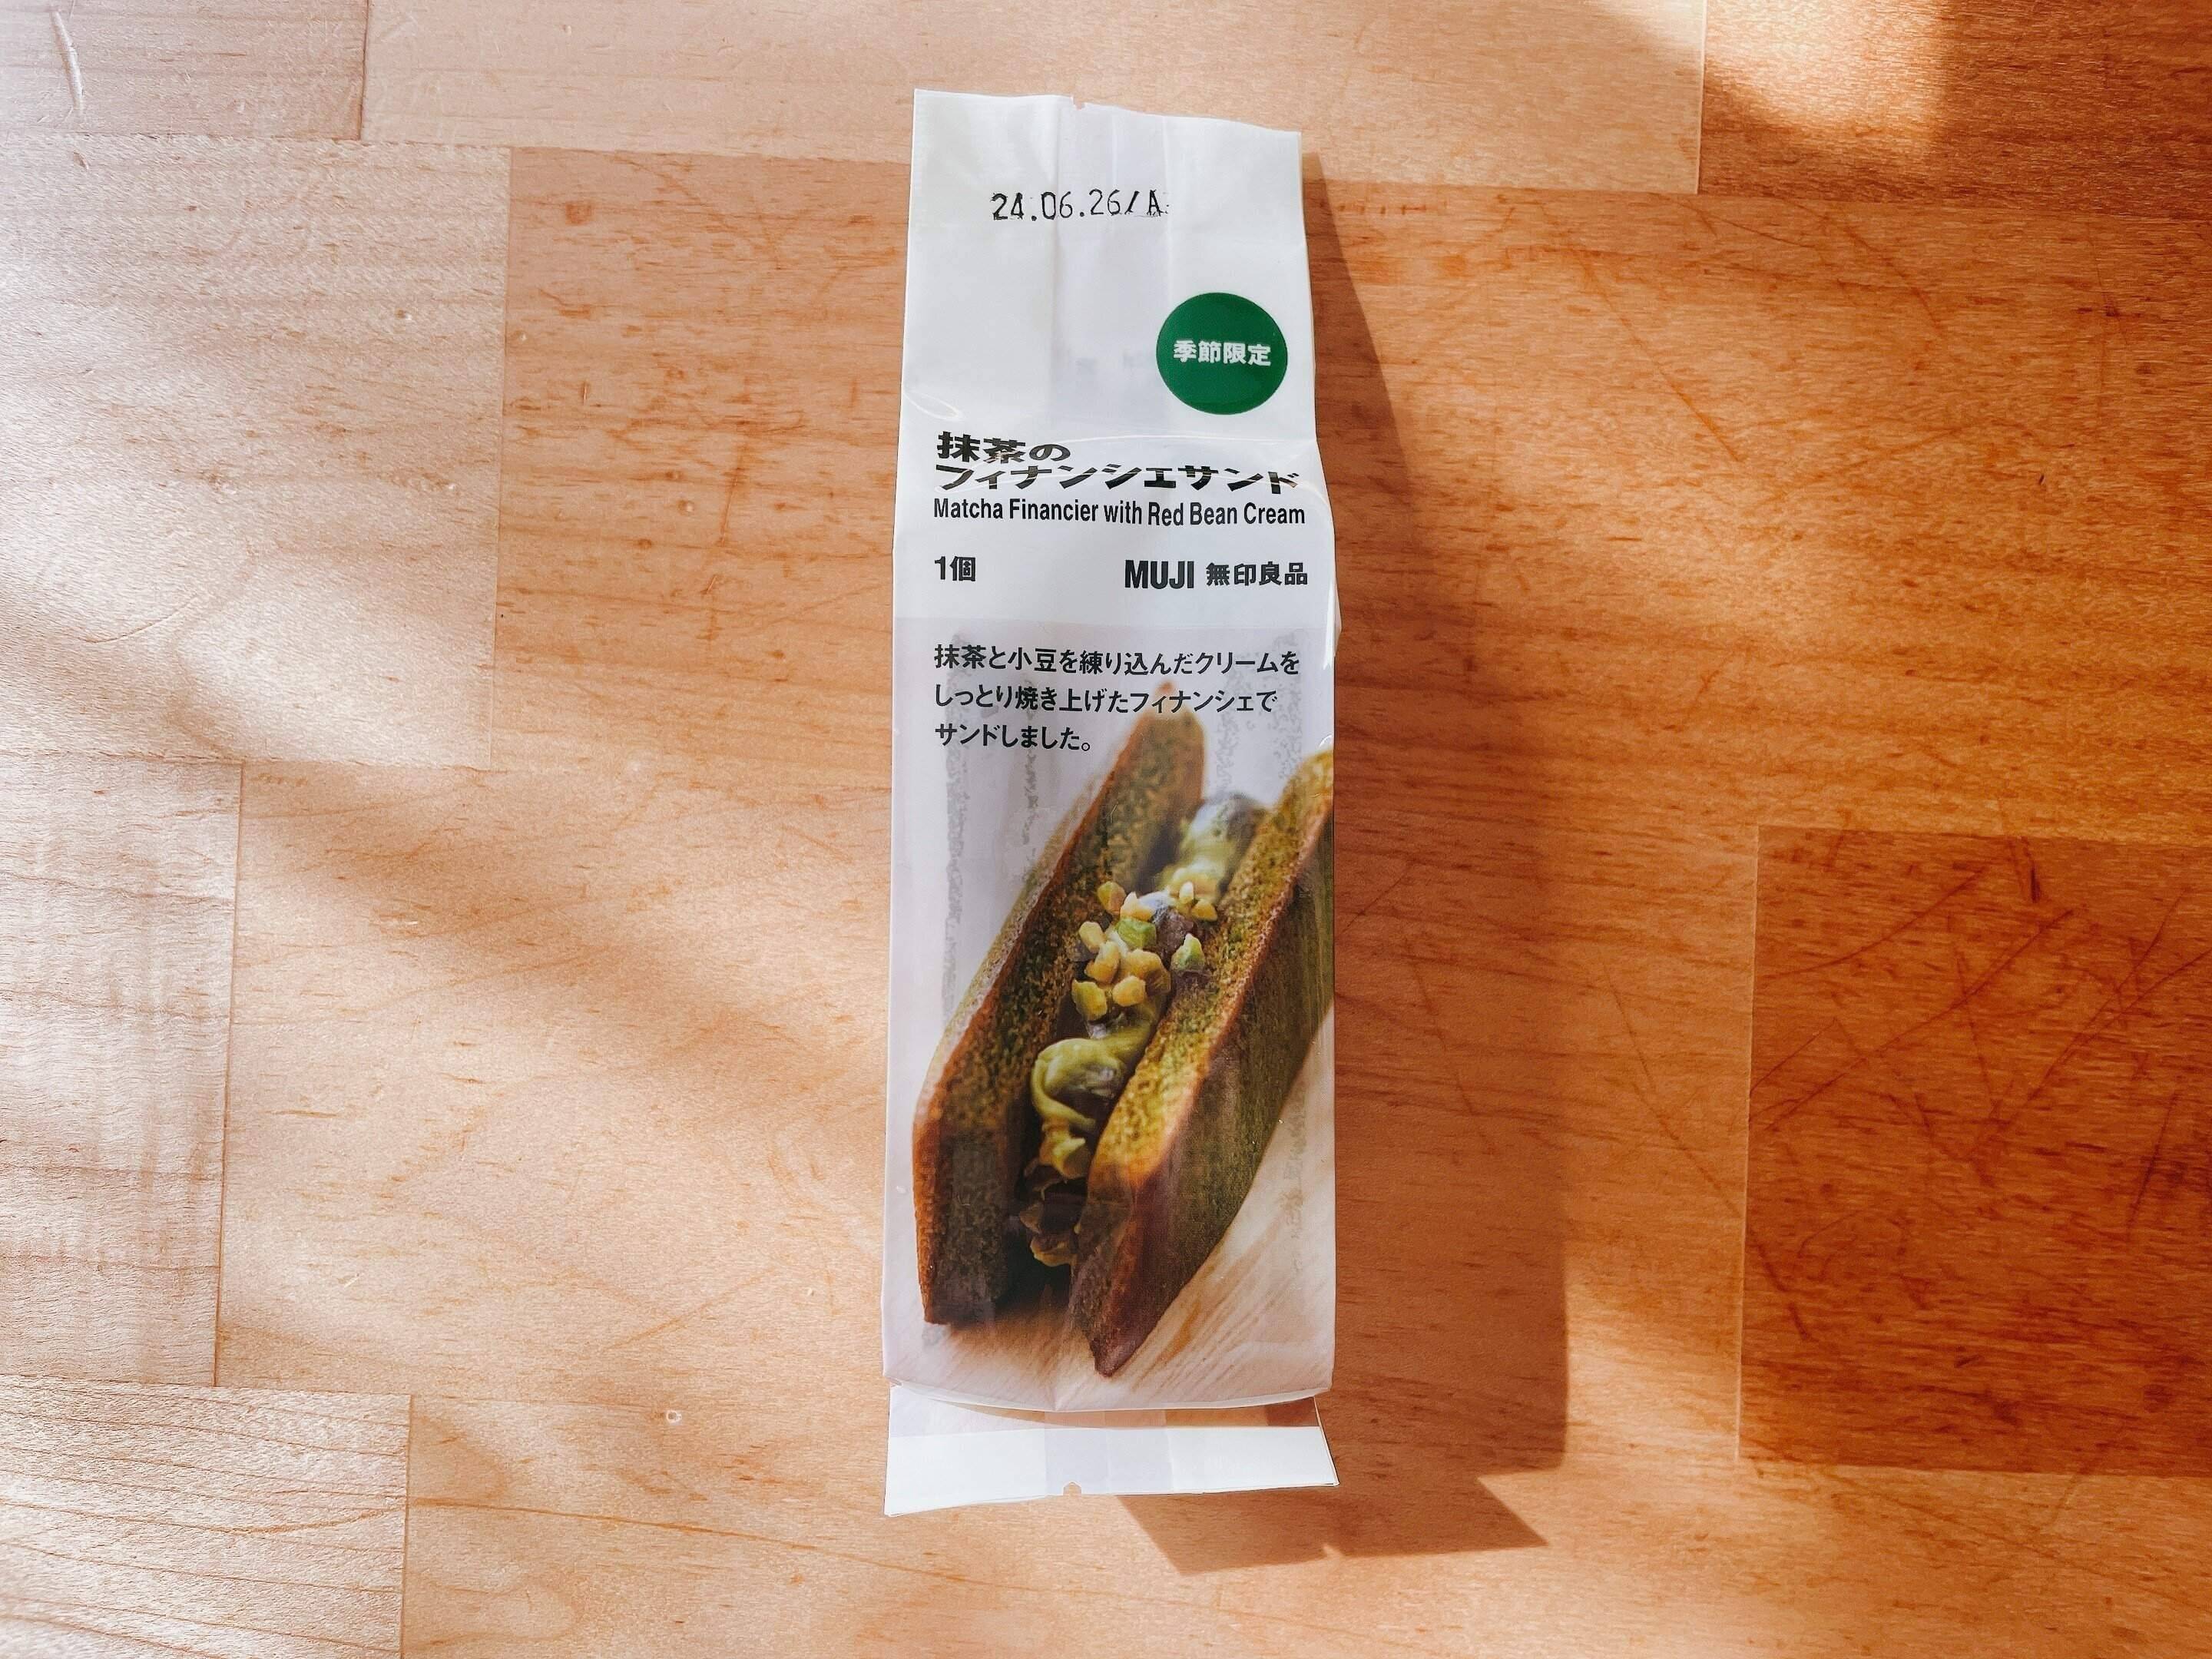 24.06.26/A
季節限定
抹茶の
フィナンシェサンド
Matcha Financier with Red Bean Cream
1個 MUJI 無印良品
抹茶と小豆を練り込んだクリームを
しっとり焼き上げたフィナンシェで
サンドしました。